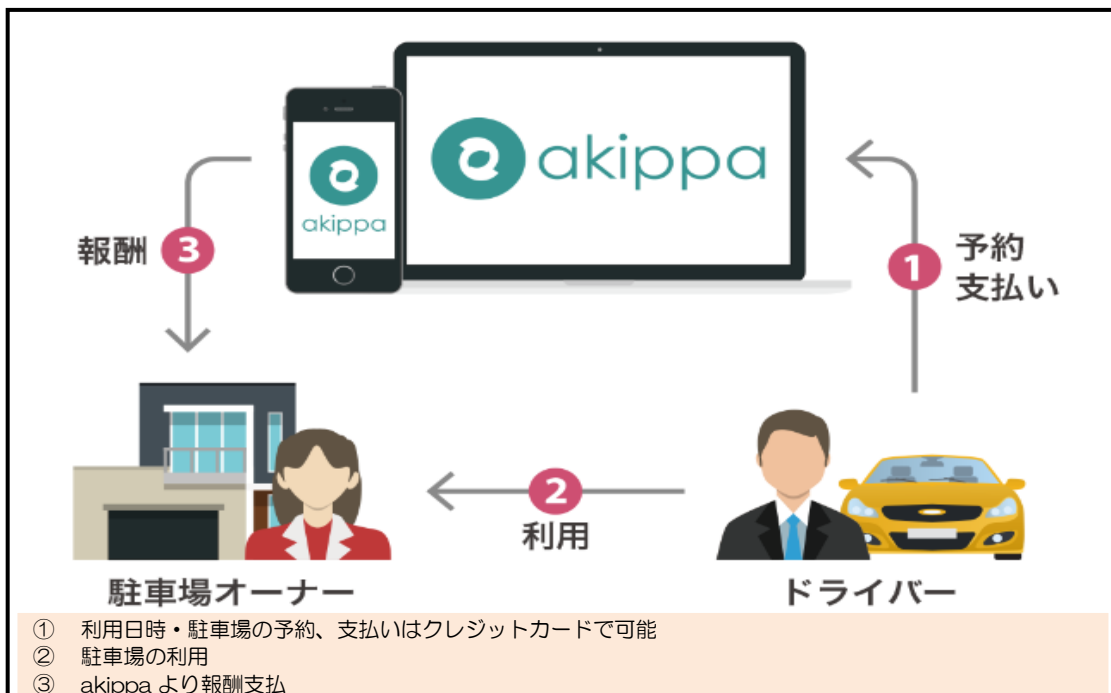 akippa
akippa
報酬 3
1 予約
支払い
2
利用
駐車場オーナー
ドライバー
① 利用日時・駐車場の予約、支払いはクレジットカードで可能
② 駐車場の利用
③ akippa より報酬支払